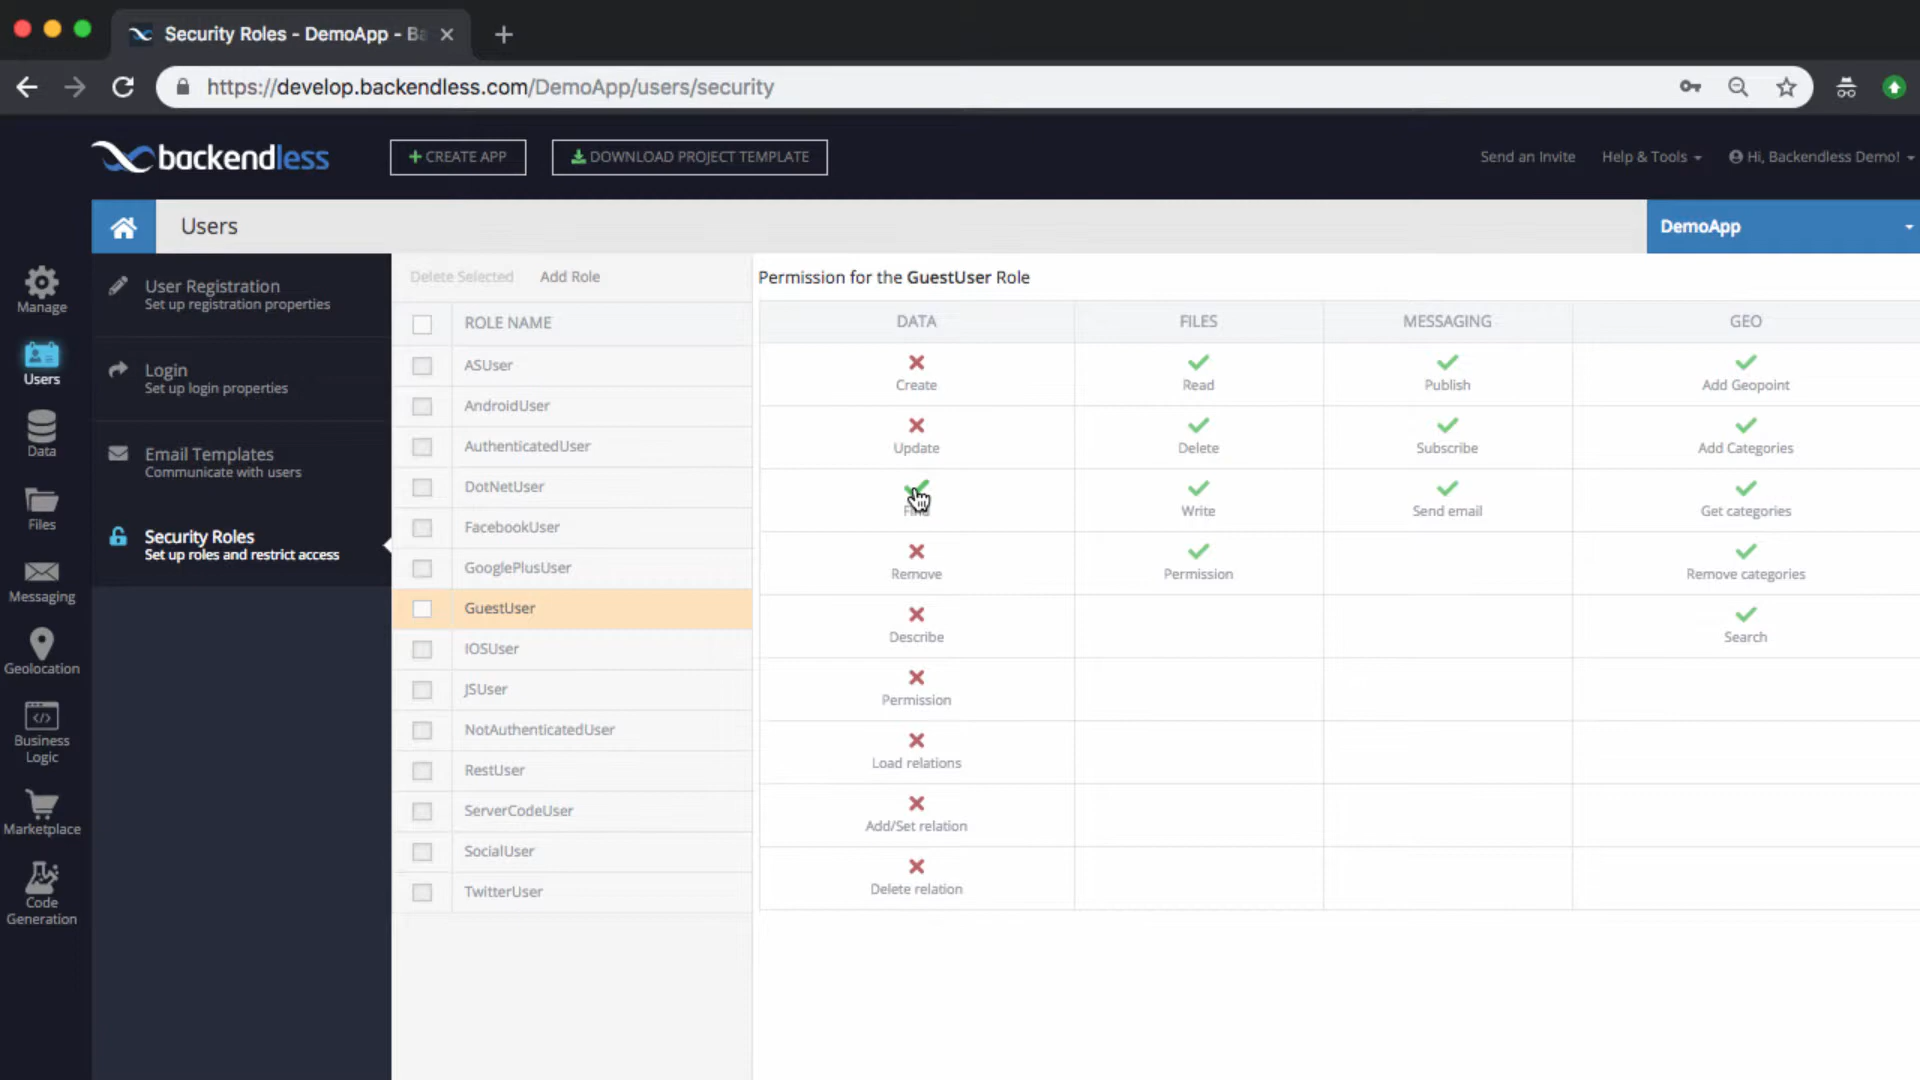 Security Roles - DemoApp - Ba
https://develop.backendless.com/DemoApp/users/security
backendless
+ CREATE APP
DOWNLOAD PROJECT TEMPLATE
Send an Invite
Help & Tools
Hi, Backendless Demo!
Users
DemoApp
Manage
Users
Data
Files
Messaging
Geolocation
Business
Logic
Marketplace
Code
Generation
User Registration
Set up registration properties
Login
Set up login properties
Email Templates
Communicate with users
Security Roles
Set up roles and restrict access
Delete Selected
Add Role
ROLE NAME
ASUser
AndroidUser
AuthenticatedUser
DotNetUser
FacebookUser
GooglePlusUser
GuestUser
IOSUser
JSUser
NotAuthenticatedUser
RestUser
ServerCodeUser
SocialUser
TwitterUser
Permission for the GuestUser Role
DATA FILES MESSAGING GEO
Create Read Publish Add Geopoint
Update Delete Subscribe Add Categories
Find Write Send email Get categories
Remove Permission Remove categories
Describe Search
Permission
Load relations
Add/Set relation
Delete relation